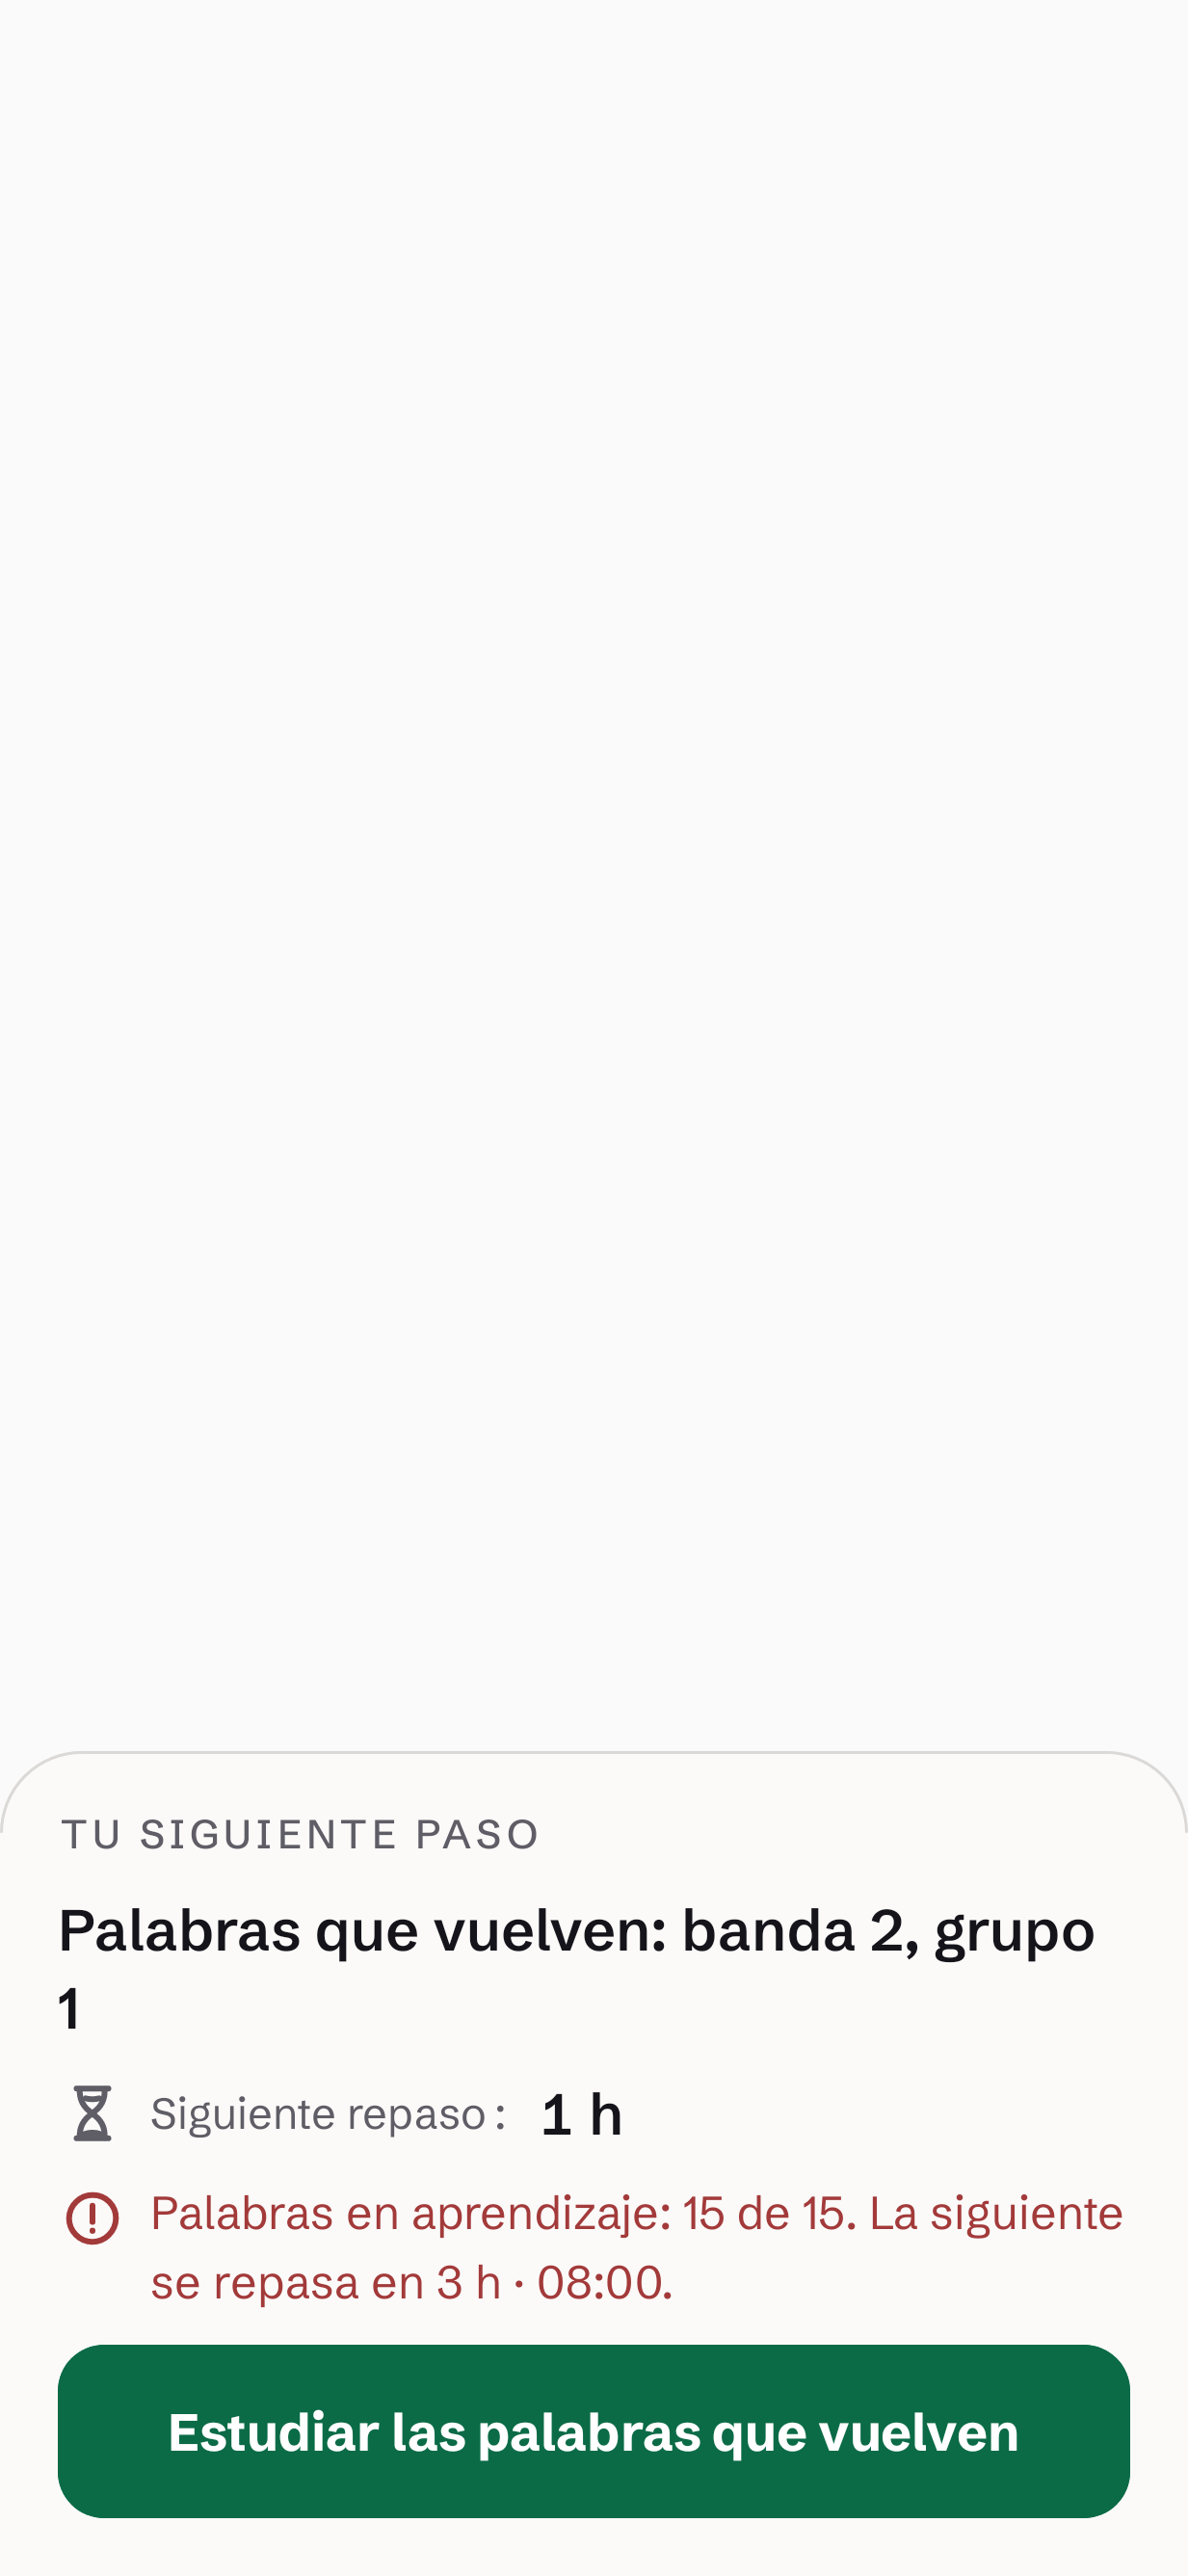 TU SIGUIENTE PASO
Palabras que vuelven: banda 2, grupo
1
Siguiente repaso: 1 h
Palabras en aprendizaje: 15 de 15. La siguiente
se repasa en 3 h · 08:00.
Estudiar las palabras que vuelven